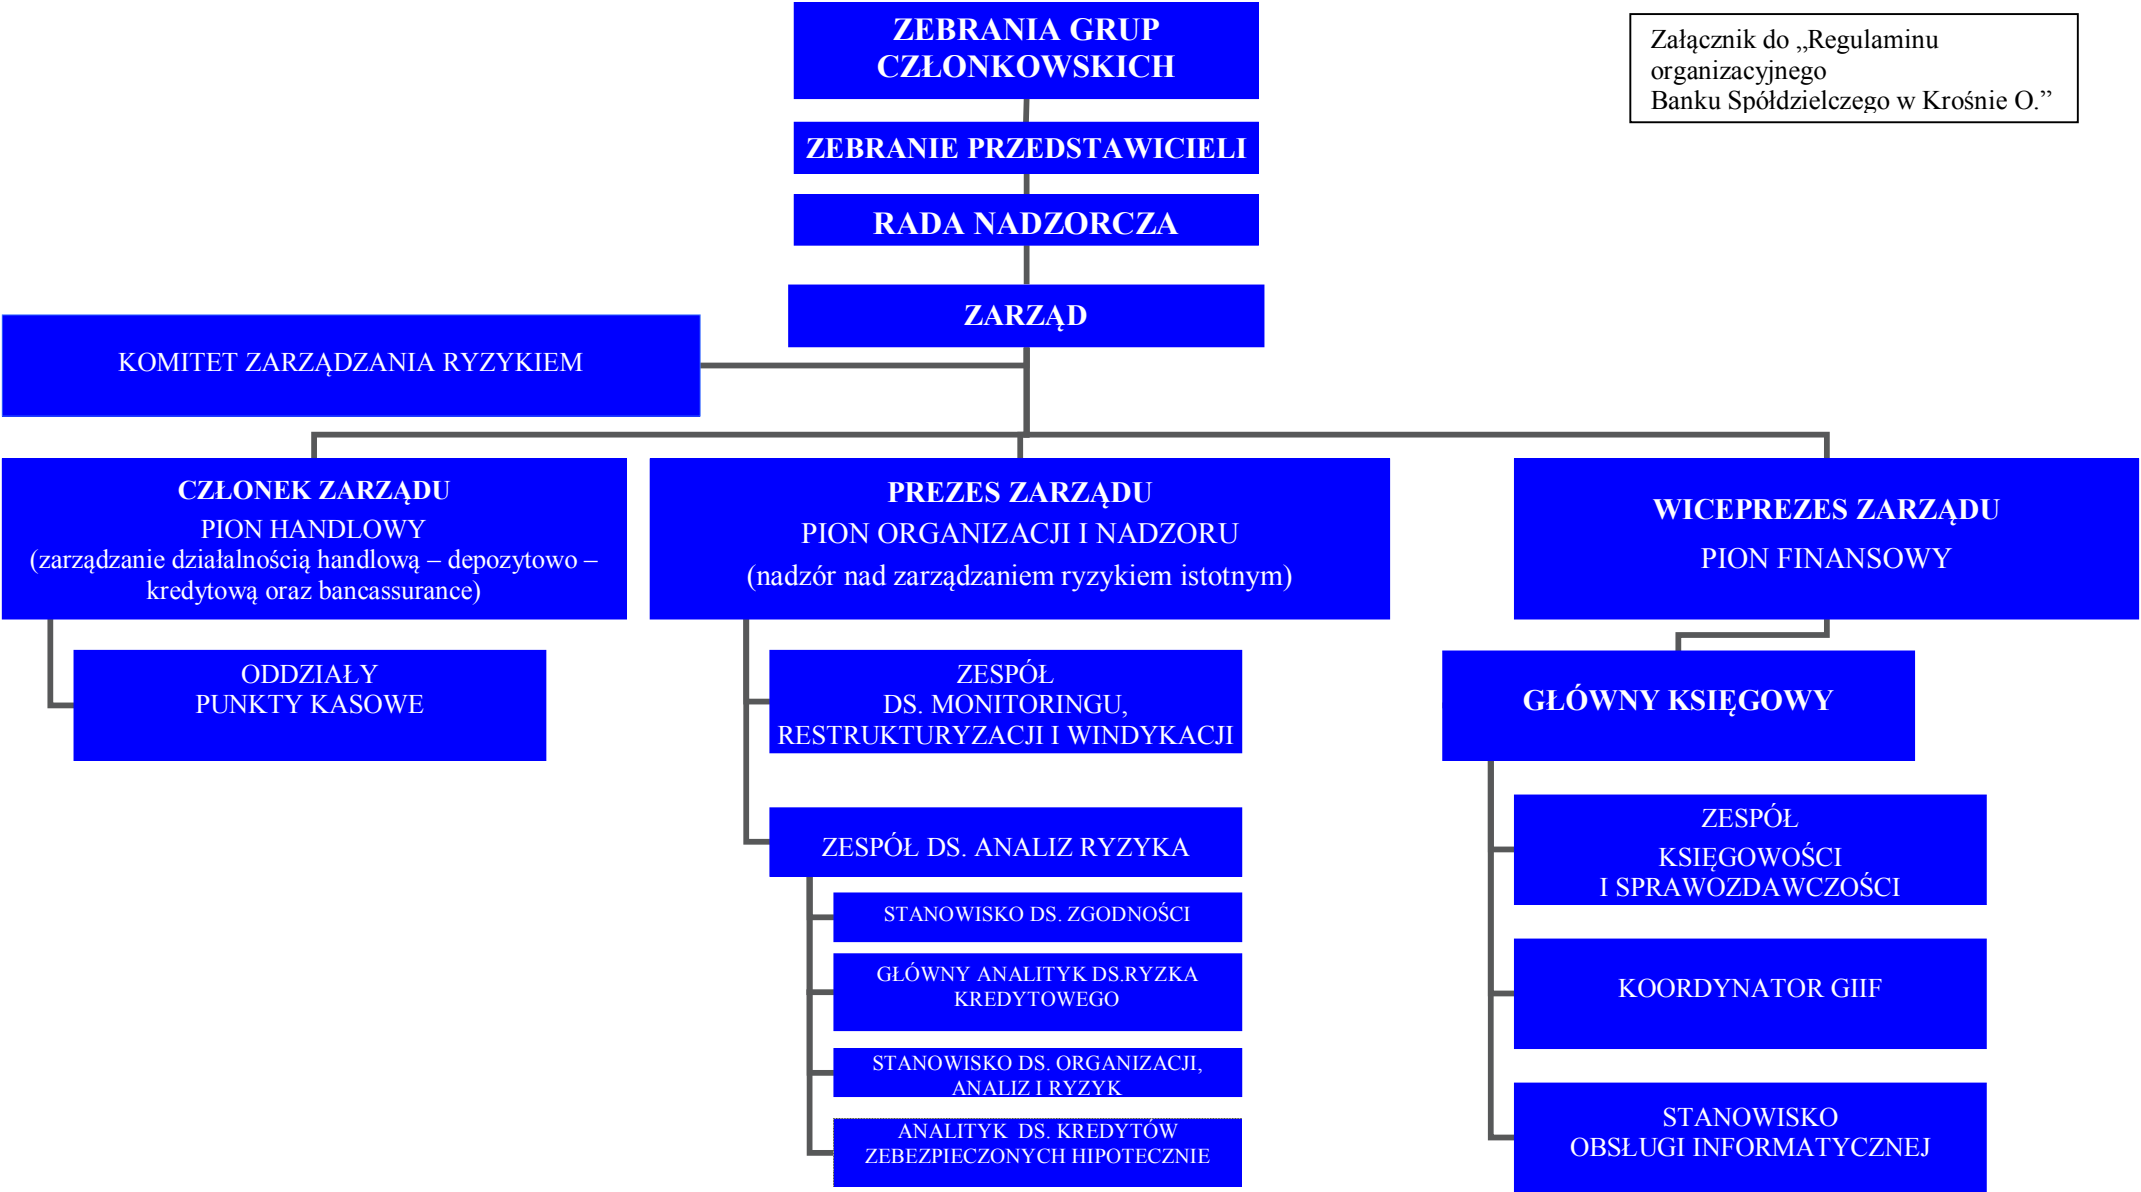 ZEBRANIA GRUP
CZŁONKOWSKICH
Załącznik do „Regulaminu
organizacyjnego
Banku Spółdzielczego w Krośnie O.”
ZEBRANIE PRZEDSTAWICIELI
RADA NADZORCZA
ZARZĄD
KOMITET ZARZĄDZANIA RYZYKIEM
CZŁONEK ZARZĄDU
PION HANDLOWY
(zarządzanie działalnością handlową – depozytowo –
kredytową oraz bancassurance)
PREZES ZARZĄDU
PION ORGANIZACJI I NADZORU
(nadzór nad zarządzaniem ryzykiem istotnym)
WICEPREZES ZARZĄDU
PION FINANSOWY
ODDZIAŁY
PUNKTY KASOWE
ZESPÓŁ
DS. MONITORINGU,
RESTRUKTURYZACJI I WINDYKACJI
ZESPÓŁ DS. ANALIZ RYZYKA
STANOWISKO DS. ZGODNOŚCI
GŁÓWNY ANALITYK DS.RYZKA
KREDYTOWEGO
STANOWISKO DS. ORGANIZACJI,
ANALIZ I RYZYK
ANALITYK  DS. KREDYTÓW
ZEBEZPIECZONYCH HIPOTECZNIE
GŁÓWNY KSIĘGOWY
ZESPÓŁ
KSIĘGOWOŚCI
I SPRAWOZDAWCZOŚCI
KOORDYNATOR GIIF
STANOWISKO
OBSŁUGI INFORMATYCZNEJ